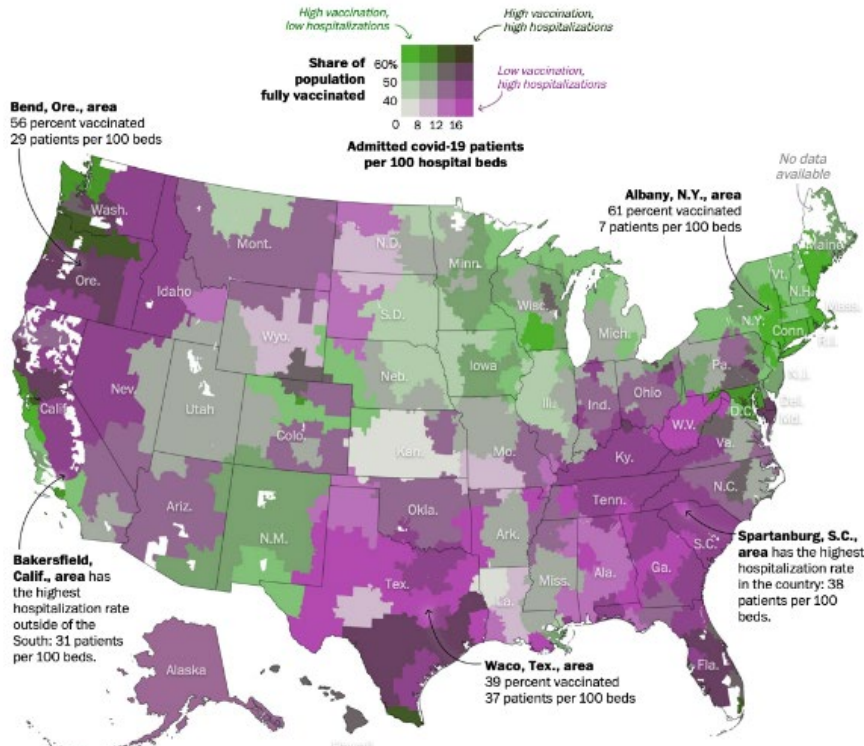 High vaccination,
low hospitalizations
High vaccination,
high hospitalizations
Share of
population
fully vaccinated
60%
50
40
0 8 12 16
Low vaccination,
high hospitalizations
Admitted covid-19 patients
per 100 hospital beds
Bend, Ore., area
56 percent vaccinated
29 patients per 100 beds
No data
available
Albany, N.Y., area
61 percent vaccinated
7 patients per 100 beds
Wash.
Ore.
Idaho
Mont.
N.D.
Minn.
Wisc.
Mich.
Maine
Vt.
N.H.
Mass.
N.Y.
Conn.
R.I.
Wyo.
S.D.
Iowa
Neb.
Ill.
Ind.
Ohio
Pa.
N.J.
Del.
Md.
D.C.
Nev.
Utah
Colo.
Calif.
Kan.
Mo.
Ky.
W.V.
Va.
Ariz.
N.M.
Okla.
Ark.
Tenn.
N.C.
S.C.
Tex.
La.
Miss.
Ala.
Ga.
Fla.
Alaska
Bakersfield,
Calif., area has
the highest
hospitalization rate
outside of the
South: 31 patients
per 100 beds.
Waco, Tex., area
39 percent vaccinated
37 patients per 100 beds
Spartanburg, S.C.,
area has the highest
hospitalization rate
in the country: 38
patients per 100
beds.